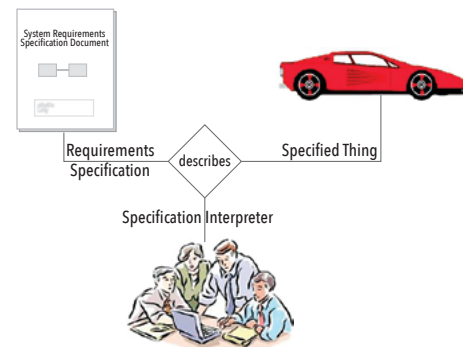 System Requirements
Specification Document
Requirements
Specification
describes
Specified Thing
Specification Interpreter